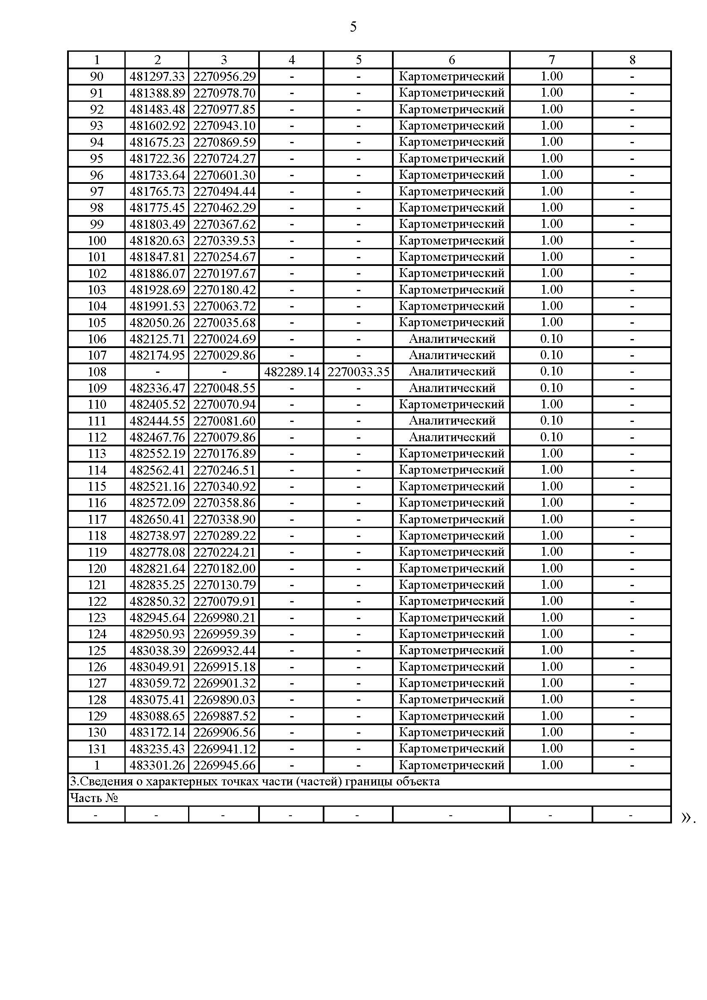 5
1 2 3 4 5 6 7 8
90 481297.33 2270956.29 - - Картометрический 1.00 -
91 481388.89 2270978.70 - - Картометрический 1.00 -
92 481483.48 2270977.85 - - Картометрический 1.00 -
93 481602.92 2270943.10 - - Картометрический 1.00 -
94 481675.23 2270869.59 - - Картометрический 1.00 -
95 481722.36 2270724.27 - - Картометрический 1.00 -
96 481733.64 2270601.30 - - Картометрический 1.00 -
97 481765.73 2270494.44 - - Картометрический 1.00 -
98 481775.45 2270462.29 - - Картометрический 1.00 -
99 481803.49 2270367.62 - - Картометрический 1.00 -
100 481820.63 2270339.53 - - Картометрический 1.00 -
101 481847.81 2270254.67 - - Картометрический 1.00 -
102 481886.07 2270197.67 - - Картометрический 1.00 -
103 481928.69 2270180.42 - - Картометрический 1.00 -
104 481991.53 2270063.72 - - Картометрический 1.00 -
105 482050.26 2270035.68 - - Картометрический 1.00 -
106 482125.71 2270024.69 - - Аналитический 0.10 -
107 482174.95 2270029.86 - - Аналитический 0.10 -
108 - - 482289.14 2270033.35 Аналитический 0.10 -
109 482336.47 2270048.55 - - Аналитический 0.10 -
110 482405.52 2270070.94 - - Картометрический 1.00 -
111 482444.55 2270081.60 - - Аналитический 0.10 -
112 482467.76 2270079.86 - - Аналитический 0.10 -
113 482552.19 2270176.89 - - Картометрический 1.00 -
114 482562.41 2270246.51 - - Картометрический 1.00 -
115 482521.16 2270340.92 - - Картометрический 1.00 -
116 482572.09 2270358.86 - - Картометрический 1.00 -
117 482650.41 2270338.90 - - Картометрический 1.00 -
118 482738.97 2270289.22 - - Картометрический 1.00 -
119 482778.08 2270224.21 - - Картометрический 1.00 -
120 482821.64 2270182.00 - - Картометрический 1.00 -
121 482835.25 2270130.79 - - Картометрический 1.00 -
122 482850.32 2270079.91 - - Картометрический 1.00 -
123 482945.64 2269980.21 - - Картометрический 1.00 -
124 482950.93 2269959.39 - - Картометрический 1.00 -
125 483038.39 2269932.44 - - Картометрический 1.00 -
126 483049.91 2269915.18 - - Картометрический 1.00 -
127 483059.72 2269901.32 - - Картометрический 1.00 -
128 483075.41 2269890.03 - - Картометрический 1.00 -
129 483088.65 2269887.52 - - Картометрический 1.00 -
130 483172.14 2269906.56 - - Картометрический 1.00 -
131 483235.43 2269941.12 - - Картометрический 1.00 -
1 483301.26 2269945.66 - - Картометрический 1.00 -
3.Сведения о характерных точках части (частей) границы объекта
Часть №
- - - - - - - - ».